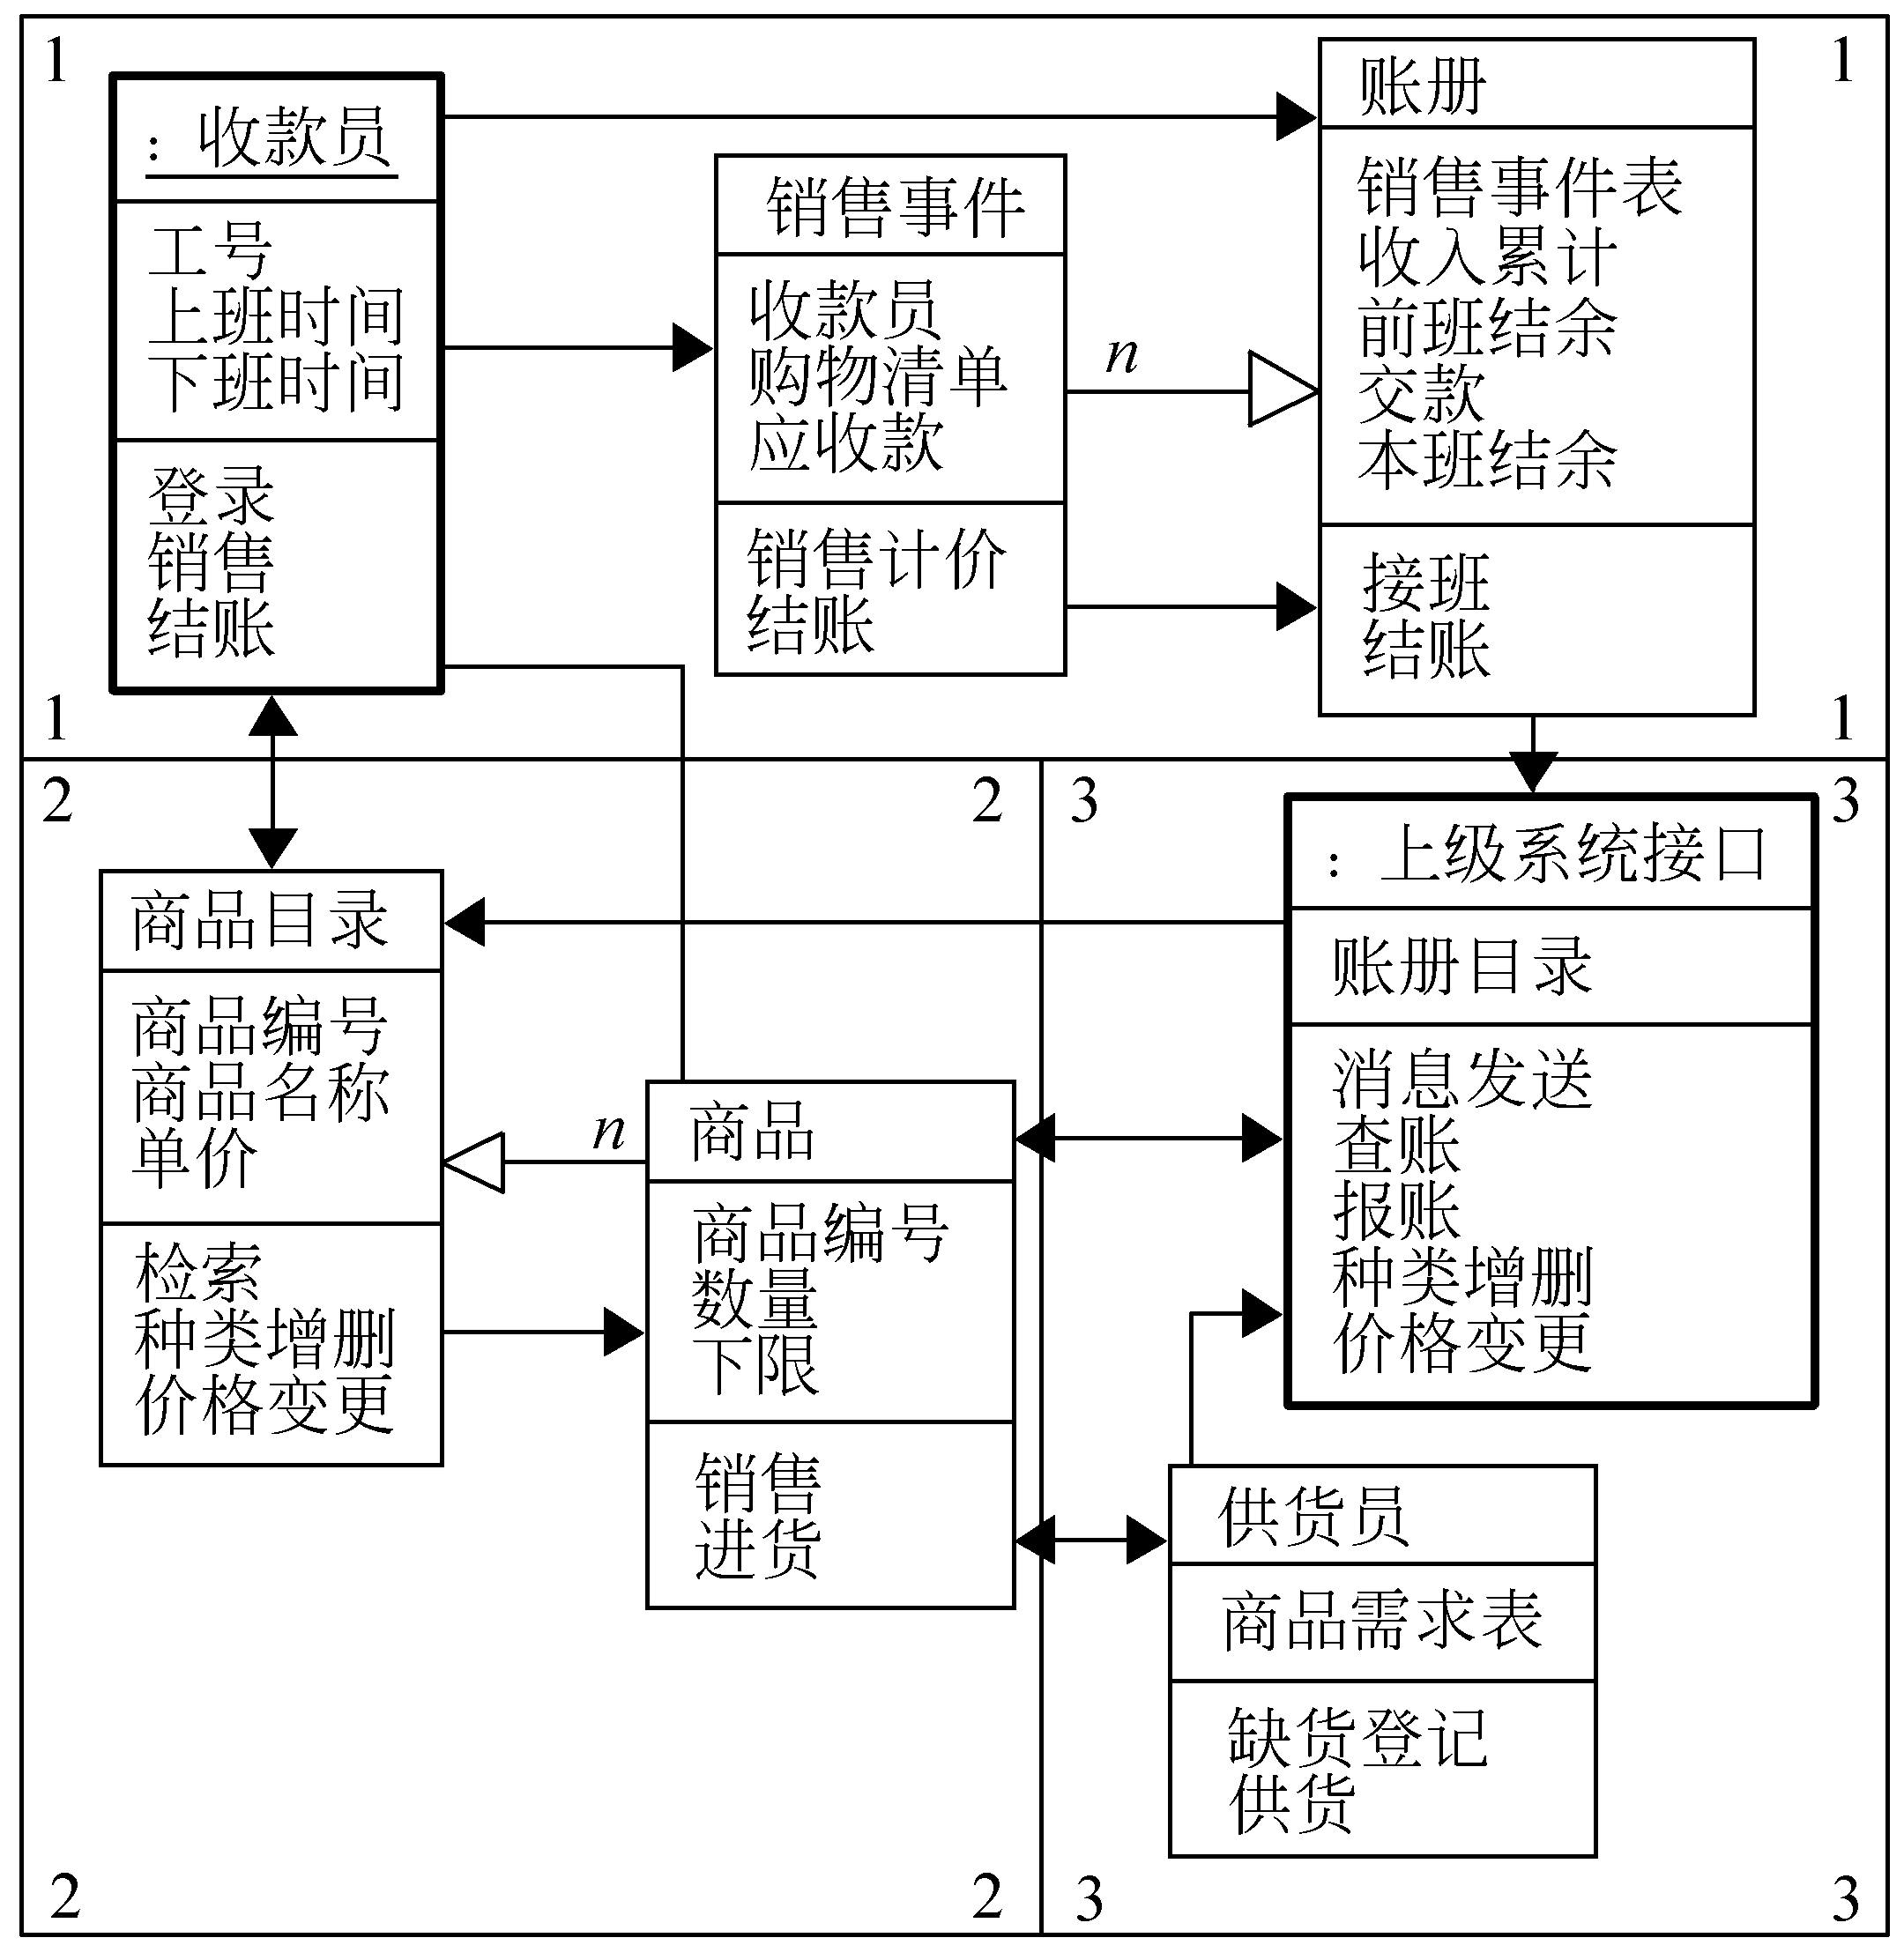 1
1
：收款员
工号
上班时间
下班时间
登录
销售
结账
销售事件
收款员
购物清单
应收款
销售计价
结账
n
账册
销售事件表
收入累计
前班结余
交款
本班结余
接班
结账
1
1
2
2
商品目录
商品编号
商品名称
单价
检索
种类增删
价格变更
n
商品
商品编号
数量
下限
销售
进货
2
2
3
3
：上级系统接口
账册目录
消息发送
查账
报账
种类增删
价格变更
供货员
商品需求表
缺货登记
供货
3
3